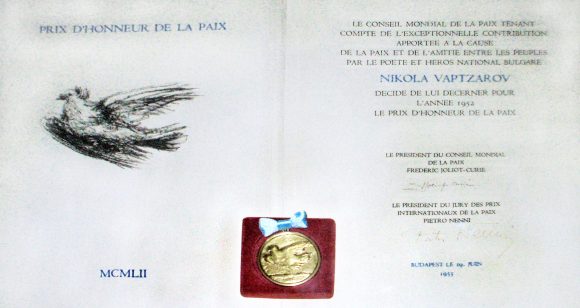 PRIX D'HONNEUR DE LA PAIX
MCMLII
LE CONSEIL MONDIAL DE LA PAIX TENANT
COMPTE DE L'EXCEPTIONNELLE CONTRIBUTION
APPORTEE A LA CAUSE
DE LA PAIX ET DE L'AMITIE ENTRE LES PEUPLES
PAR LE POETE ET HEROS NATIONAL BULGARE
NIKOLA VAPTZAROV
DECIDE DE LUI DECERNER POUR
L'ANNEE 1952
LE PRIX D'HONNEUR DE LA PAIX
LE PRESIDENT DU CONSEIL MONDIAL
DE LA PAIX
FREDERIC JOLIOT-CURIE
LE PRESIDENT DU JURY DES PRIX
INTERNATIONAUX DE LA PAIX
PIETRO NENNI
BUDAPEST LE 19. JUIN
1953